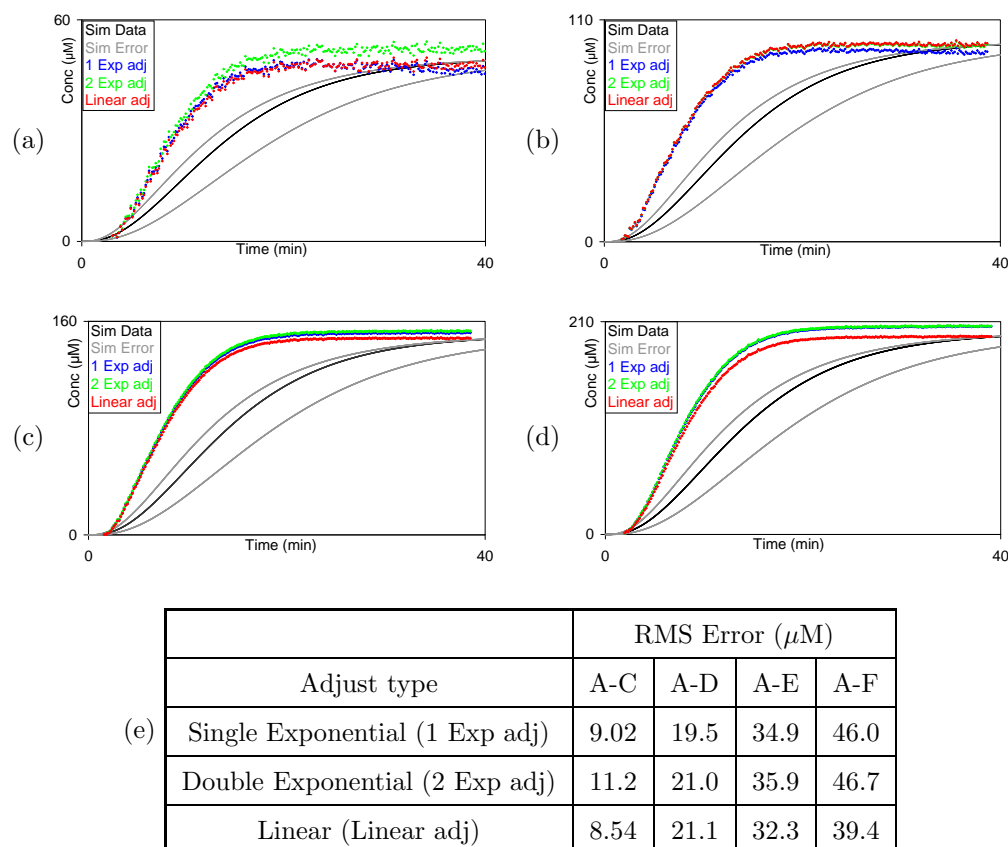 (a)
60
Conc (µM)
0
Sim Data
Sim Error
1 Exp adj
2 Exp adj
Linear adj
0
Time (min)
40
(b)
110
Conc (µM)
0
Sim Data
Sim Error
1 Exp adj
2 Exp adj
Linear adj
0
Time (min)
40
(c)
160
Conc (µM)
0
Sim Data
Sim Error
1 Exp adj
2 Exp adj
Linear adj
0
Time (min)
40
(d)
210
Conc (µM)
0
Sim Data
Sim Error
1 Exp adj
2 Exp adj
Linear adj
0
Time (min)
40
(e)
RMS Error (µM)
Adjust type A-C A-D A-E A-F
Single Exponential (1 Exp adj) 9.02 19.5 34.9 46.0
Double Exponential (2 Exp adj) 11.2 21.0 35.9 46.7
Linear (Linear adj) 8.54 21.1 32.3 39.4